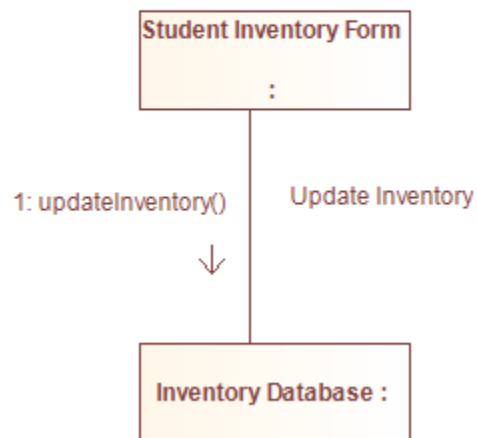 Student Inventory Form
:
1: updateInventory()
Update Inventory
Inventory Database :